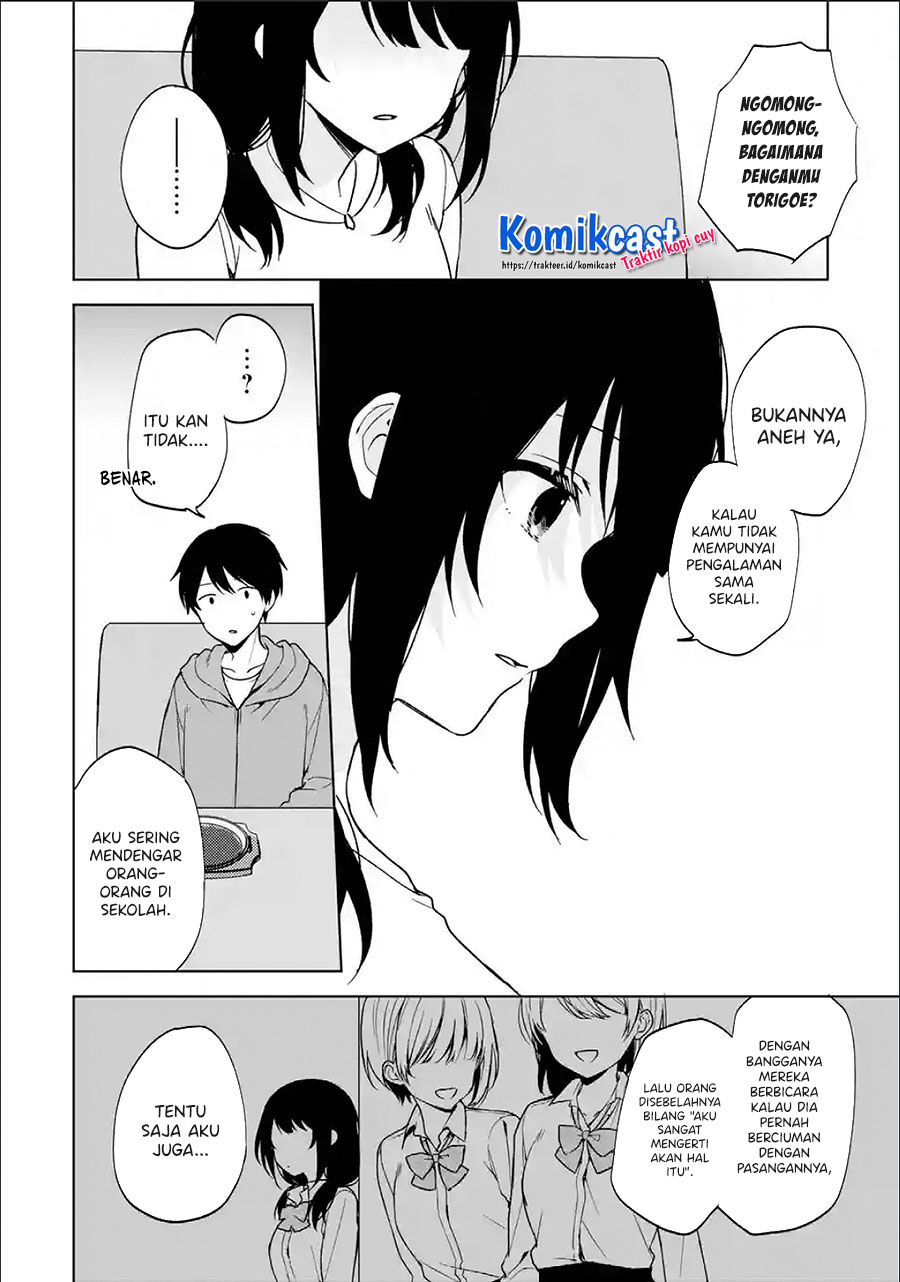 NGOMONG-
NGOMONG,
BAGAIMANA
DENGANMU
TORIGOE?
Komikcast
Traktir kopi cuy
https://trakteer.id/komikcast
........
BUKANNYA
ANEH YA,
KALAU
KAMU TIDAK
MEMPUNYAI
PENGALAMAN
SAMA
SEKALI.
...?
ITU KAN
TIDAK....
BENAR.
AKU SERING
MENDENGAR
ORANG-
ORANG DI
SEKOLAH.
DENGAN
BANGGANYA
MEREKA
BERBICARA
KALAU DIA
PERNAH
BERCIUMAN
DENGAN
PASANGANNYA,
LALU ORANG
DISEBELAHNYA
BILANG "AKU
SANGAT
MENGERTI
AKAN HAL
ITU".
TENTU
SAJA AKU
JUGA...